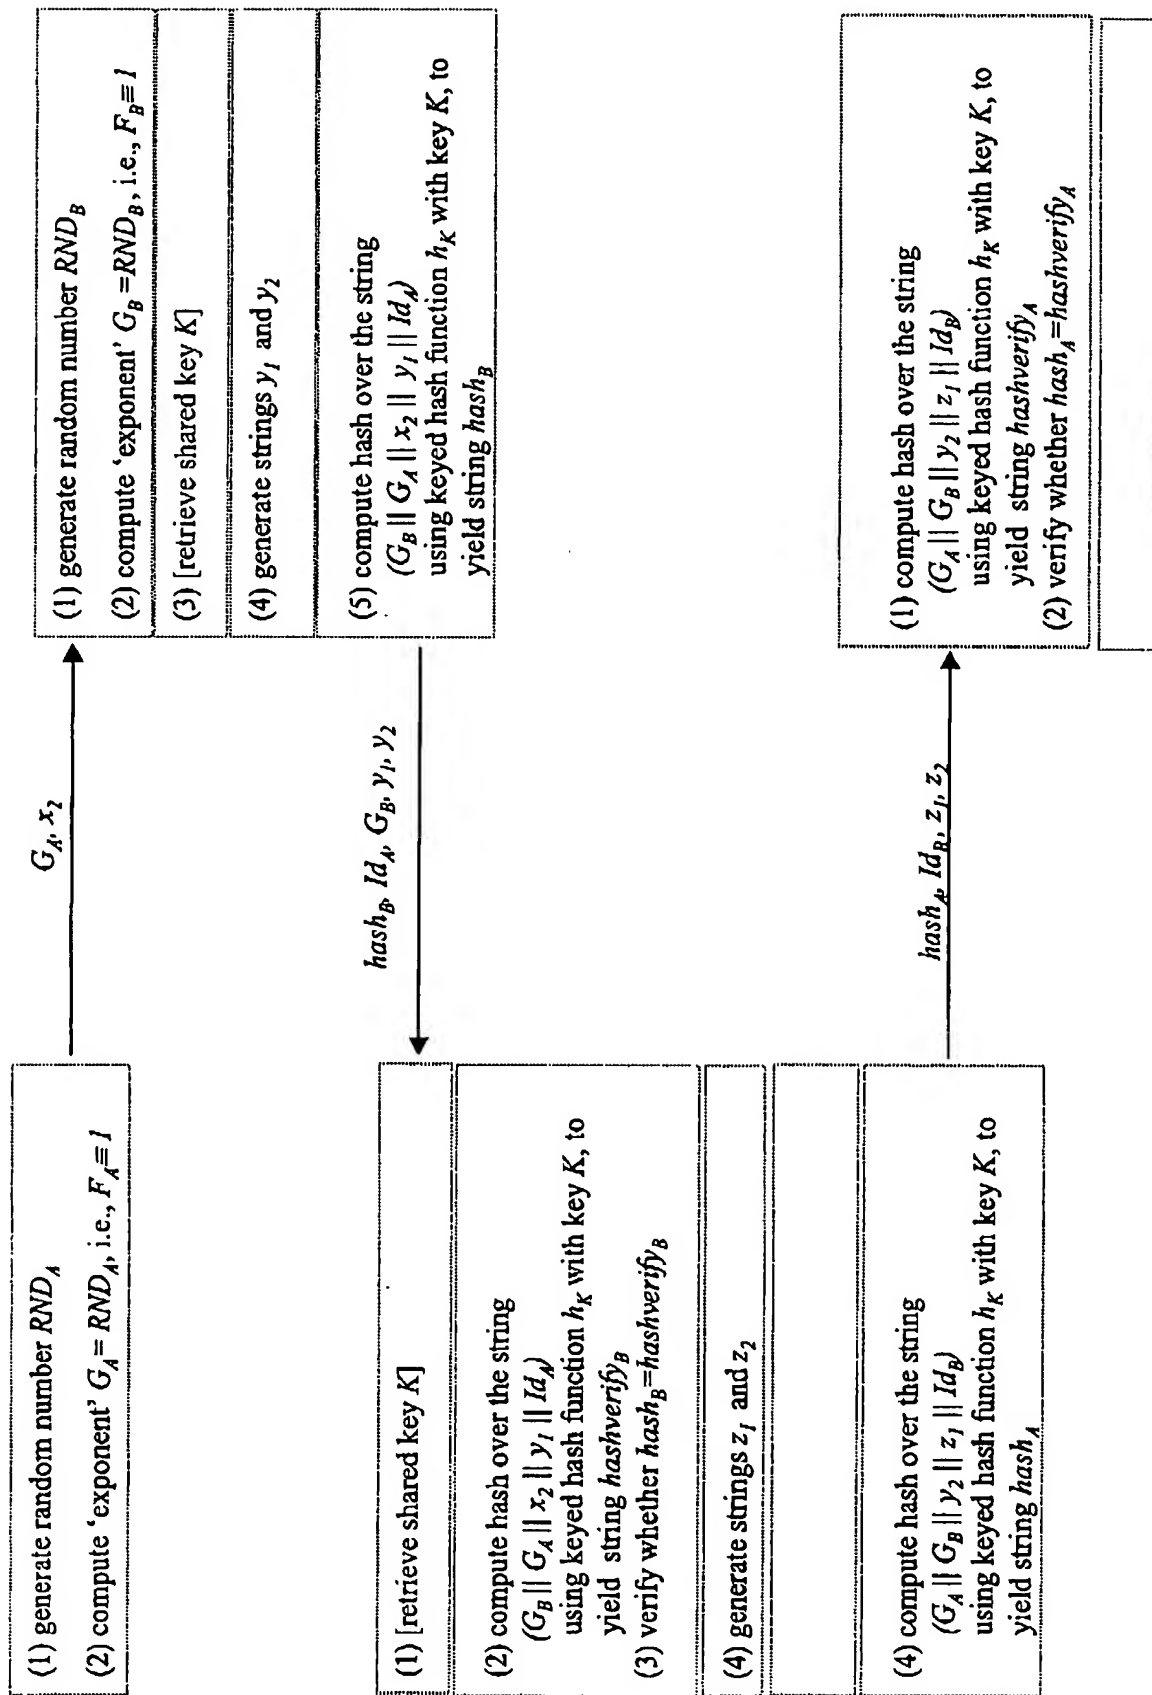 (1) generate random number RND_A
(2) compute ‘exponent’ G_A = RND_A, i.e., F_A≡1
G_A, x_2
(1) generate random number RND_B
(2) compute ‘exponent’ G_B =RND_B, i.e., F_B≡1
(3) [retrieve shared key K]
(4) generate strings y_1 and y_2
(5) compute hash over the string
(G_B || G_A || x_2 || y_1 || Id_A)
using keyed hash function h_K with key K, to
yield string hash_B
hash_B, Id_A, G_B, y_1, y_2
(1) [retrieve shared key K]
(2) compute hash over the string
(G_B || G_A || x_2 || y_1 || Id_A)
using keyed hash function h_K with key K, to
yield string hashverify_B
(3) verify whether hash_B=hashverify_B
(4) generate strings z_1 and z_2
(4) compute hash over the string
(G_A || G_B || y_2 || z_1 || Id_B)
using keyed hash function h_K with key K, to
yield string hash_A
hash_A, Id_B, z_1, z_2
(1) compute hash over the string
(G_A || G_B || y_2 || z_1 || Id_B)
using keyed hash function h_K with key K, to
yield string hashverify_A
(2) verify whether hash_A=hashverify_A